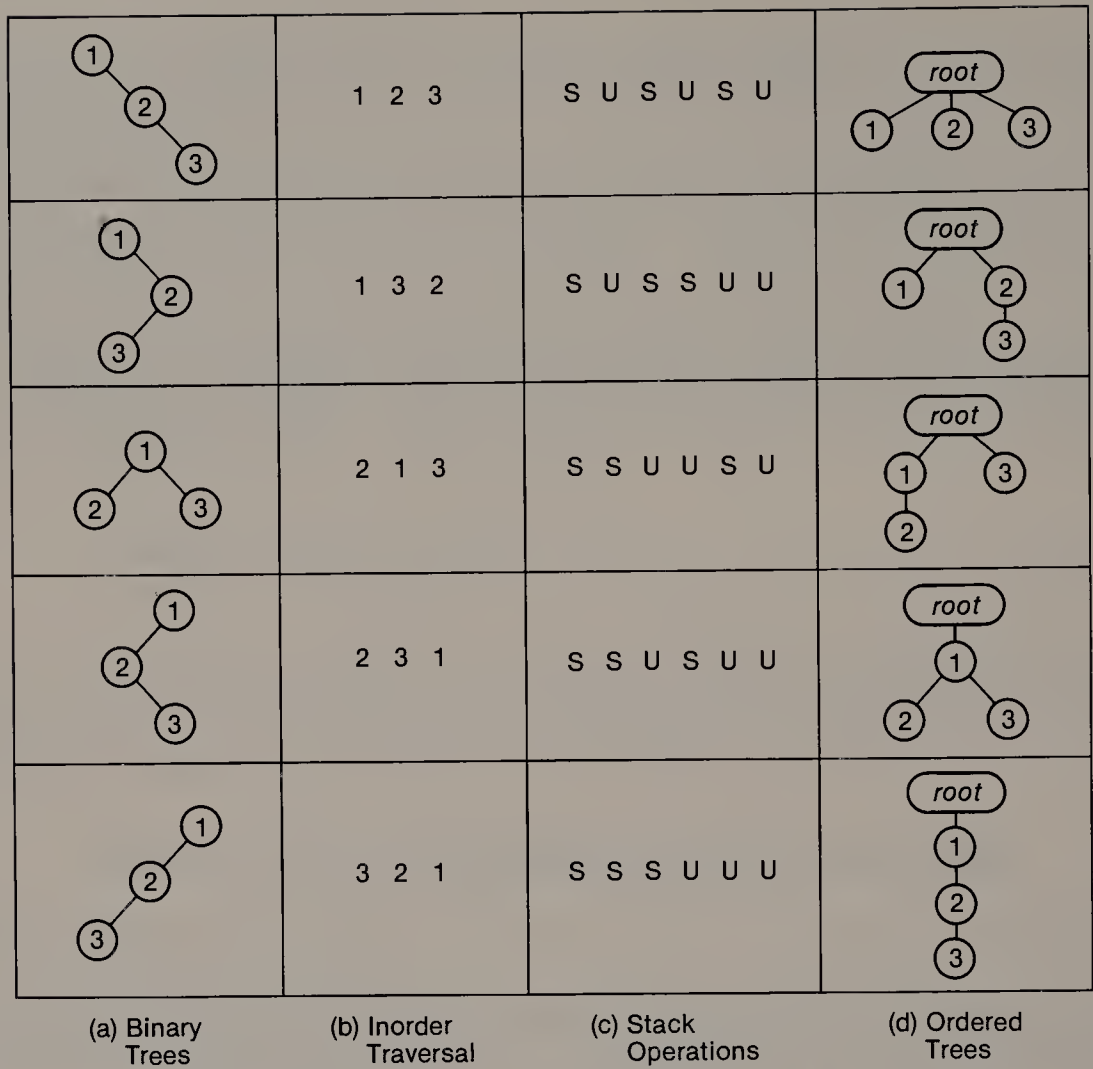 1
2
3
1 2 3
S U S U S U
root
1 2 3
1
2
3
1 3 2
S U S S U U
root
1 2
3
1
2 3
2 1 3
S S U U S U
root
1 3
2
1
2
3
2 3 1
S S U S U U
root
1
2 3
1
2
3
3 2 1
S S S U U U
root
1
2
3
(a) Binary
Trees
(b) Inorder
Traversal
(c) Stack
Operations
(d) Ordered
Trees